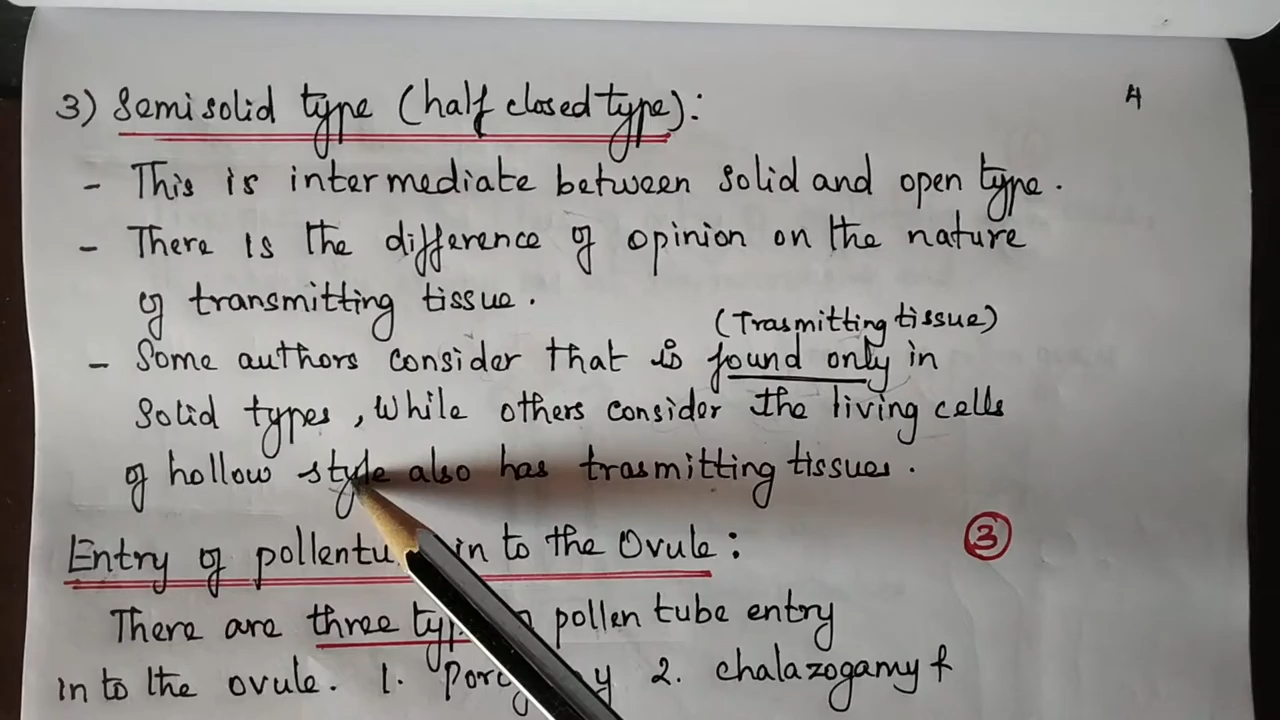 4
3) Semisolid type (half closed type):
- This is intermediate between solid and open type.
- There is the difference of opinion on the nature
of transmitting tissue.
(Trasmitting tissue)
- Some authors consider that is found only in
Solid types, while others consider the living cells
of hollow style also has trasmitting tissues.
Entry of in to the Ovule:
3
There are three pollen tube entry
in to the ovule. 1. 2. chalazogamy &